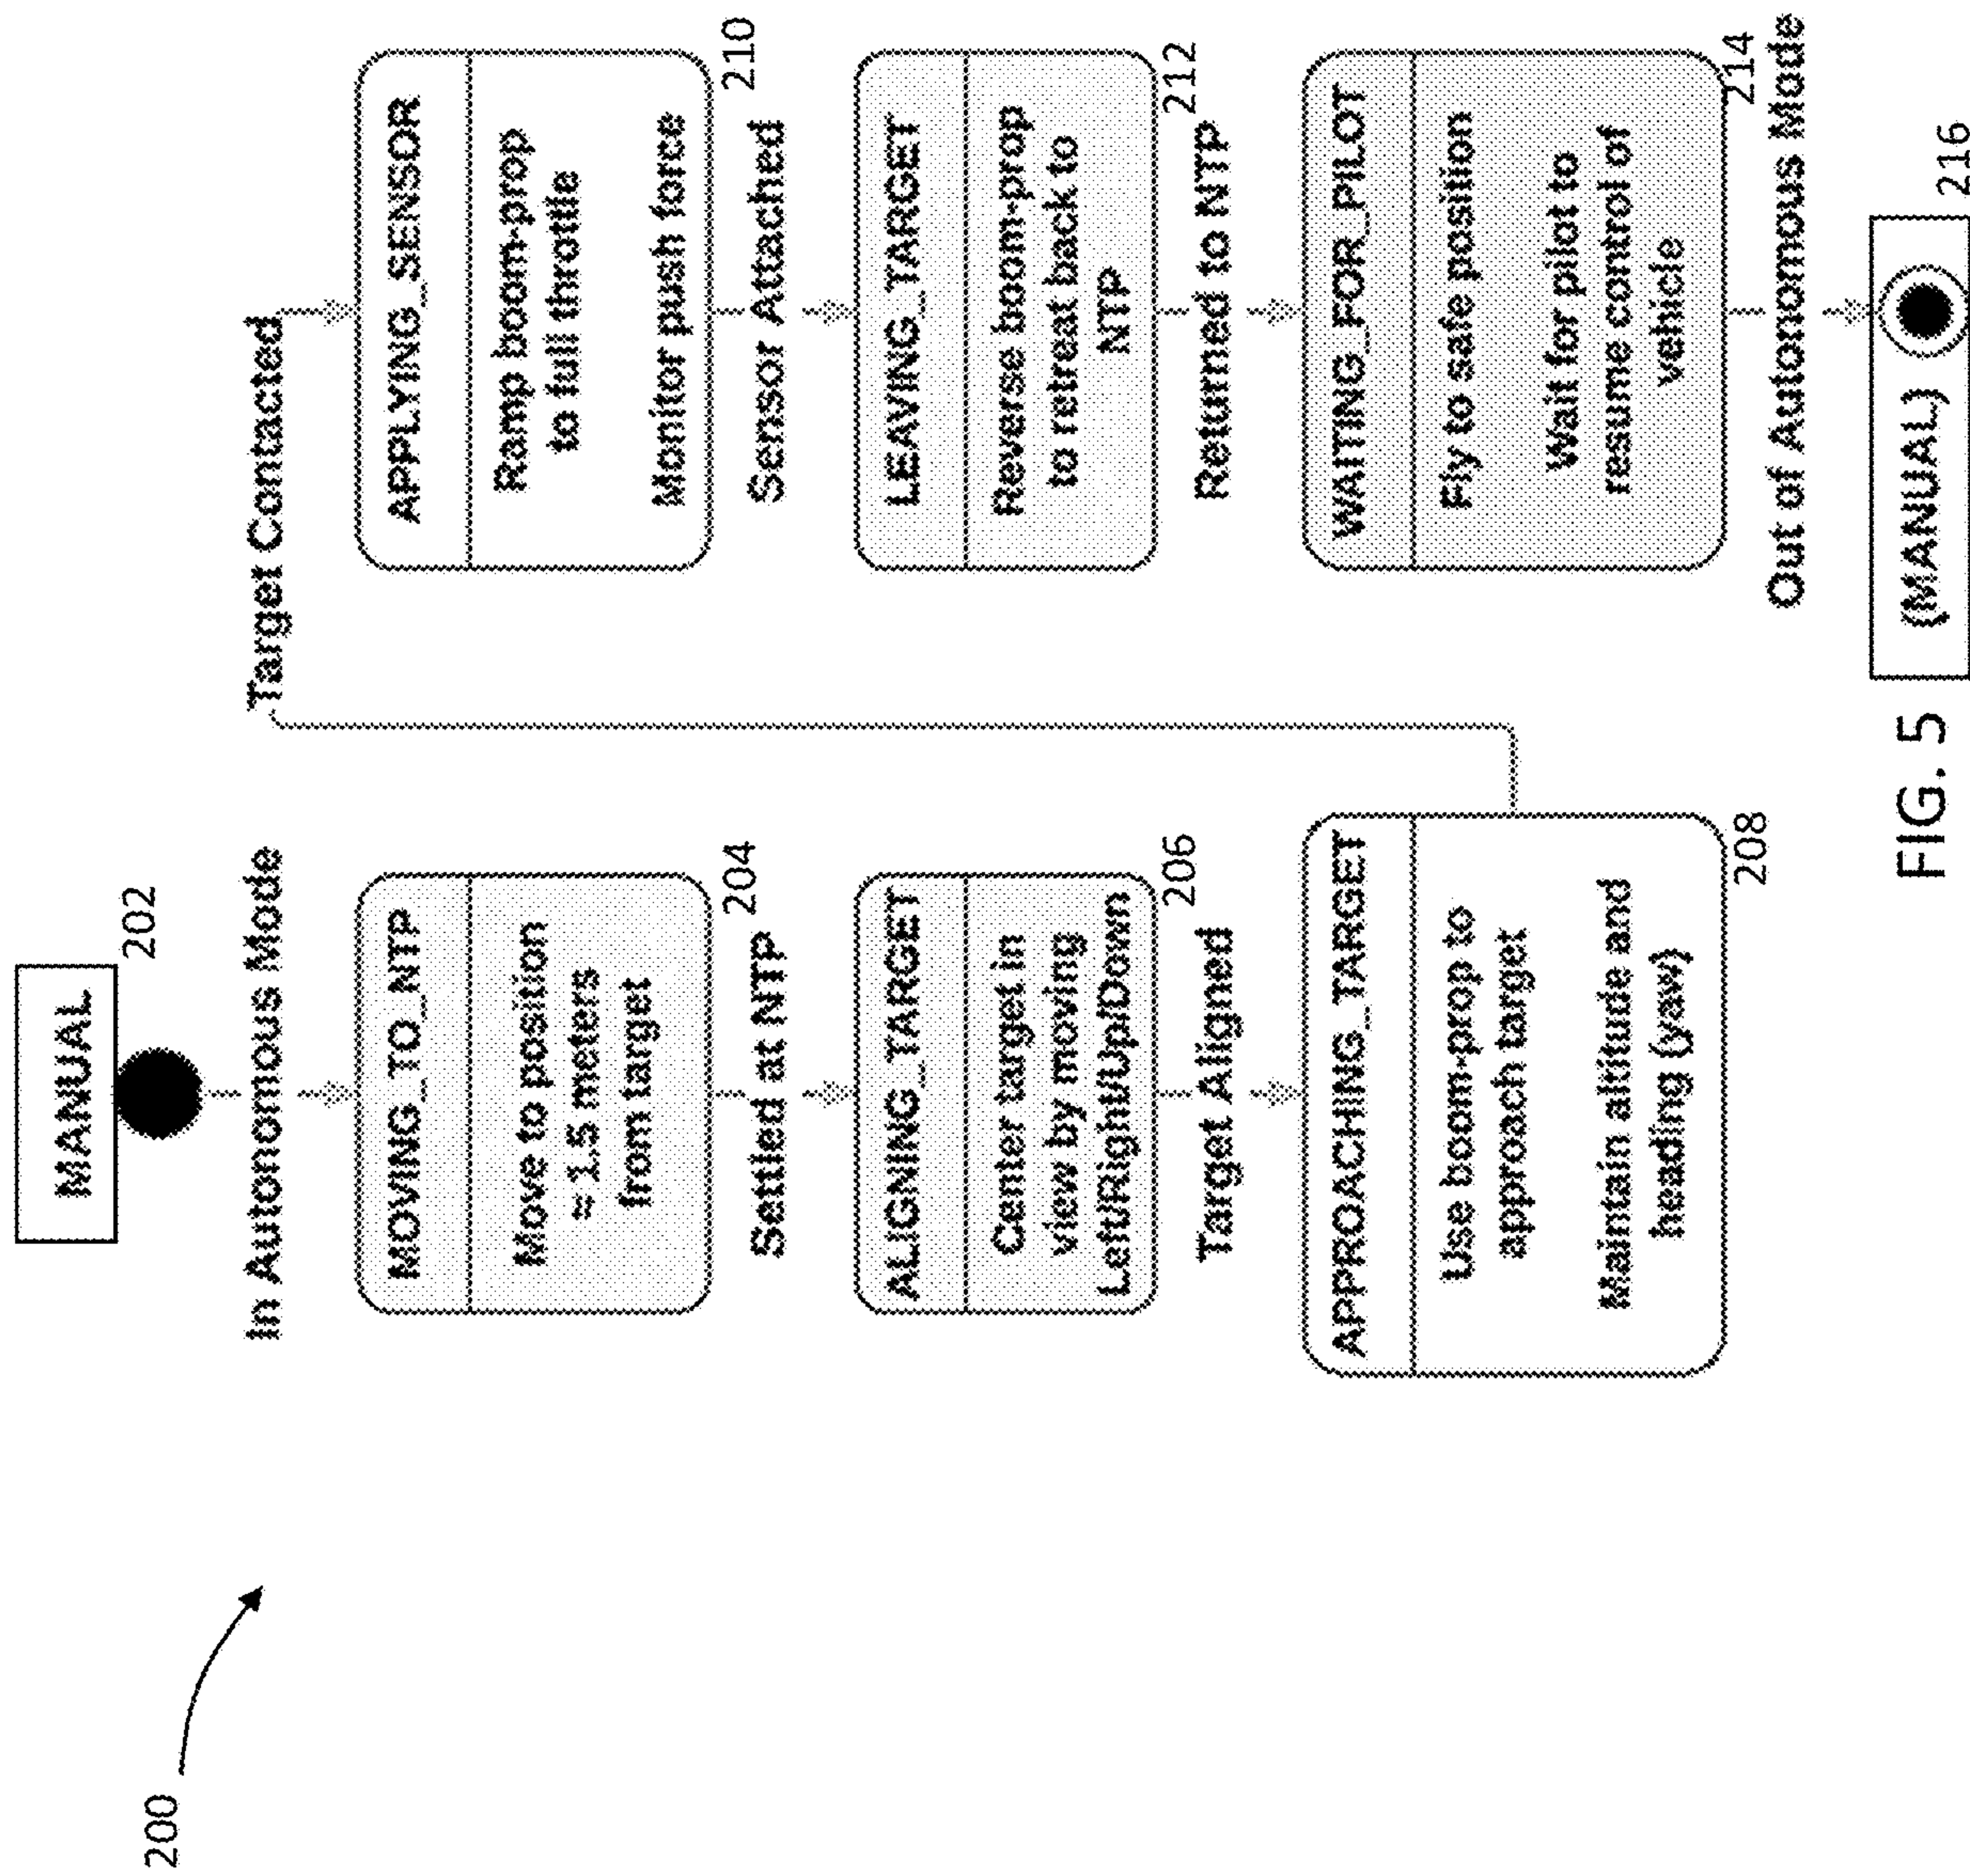 200
MANUAL
202
In Autonomous Mode
MOVING_TO_NTP
Move to position
≈ 1.5 meters
from target
204
Settled at NTP
ALIGNING_TARGET
Center target in
view by moving
Left/Right/Up/Down
206
Target Aligned
APPROACHING_TARGET
Use boom-prop to
approach target
Maintain altitude and
heading (yaw)
208
Target Contacted
APPLYING_SENSOR
Ramp boom-prop
to full throttle
Monitor push force
210
Sensor Attached
LEAVING_TARGET
Reverse boom-prop
to retreat back to
NTP
212
Returned to NTP
WAITING_FOR_PILOT
Fly to safe position
Wait for pilot to
resume control of
vehicle
214
Out of Autonomous Mode
(MANUAL)
216
FIG. 5